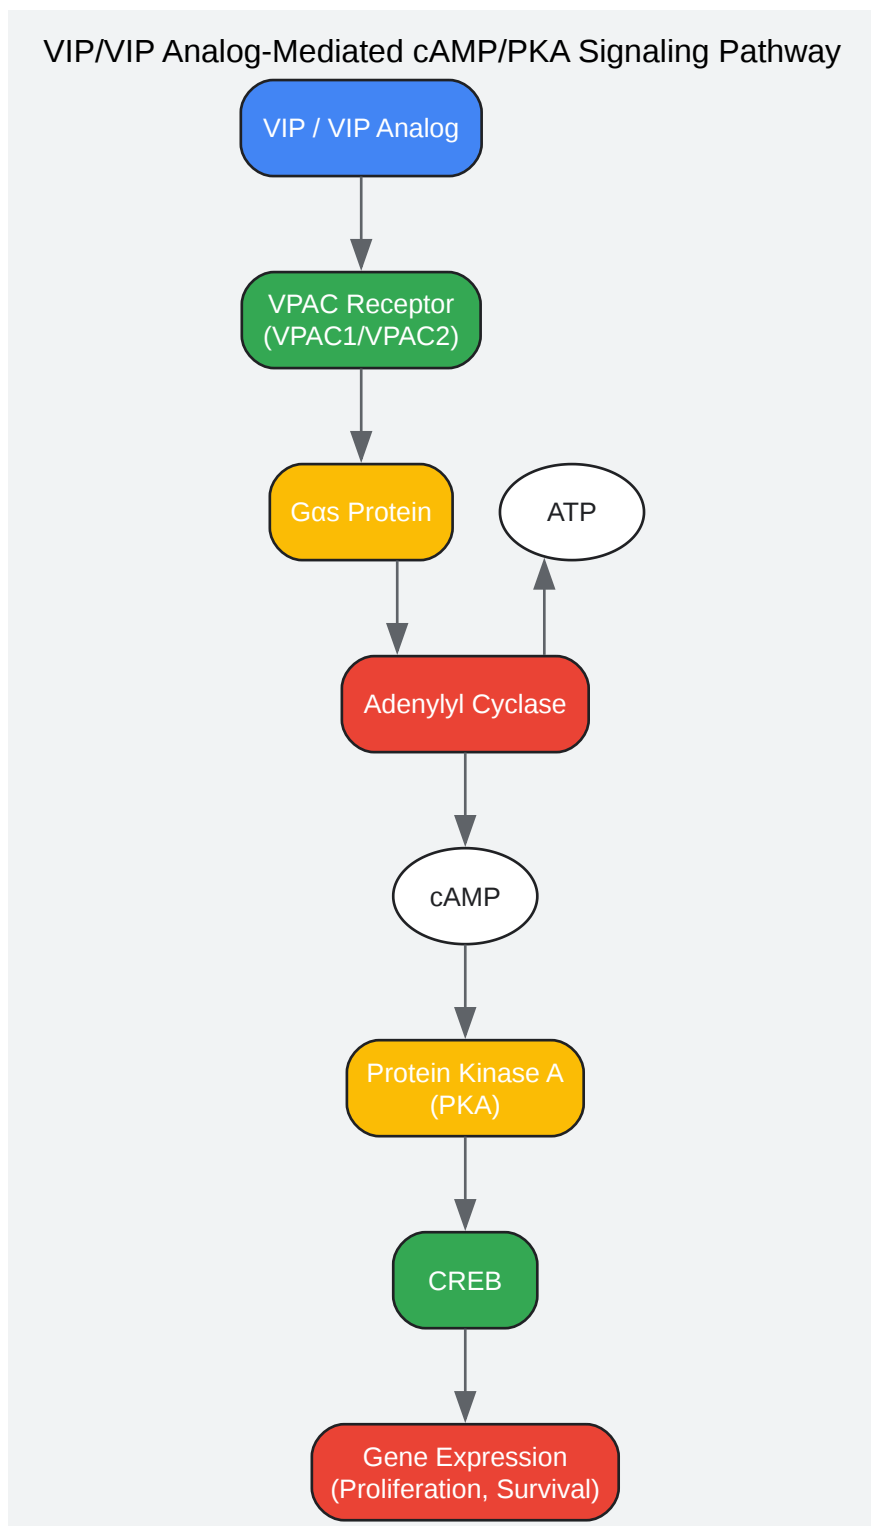 VIP/VIP Analog-Mediated cAMP/PKA Signaling Pathway
VIP / VIP Analog
VPAC Receptor
(VPAC1/VPAC2)
Gαs Protein
ATP
Adenylyl Cyclase
cAMP
Protein Kinase A
(PKA)
CREB
Gene Expression
(Proliferation, Survival)